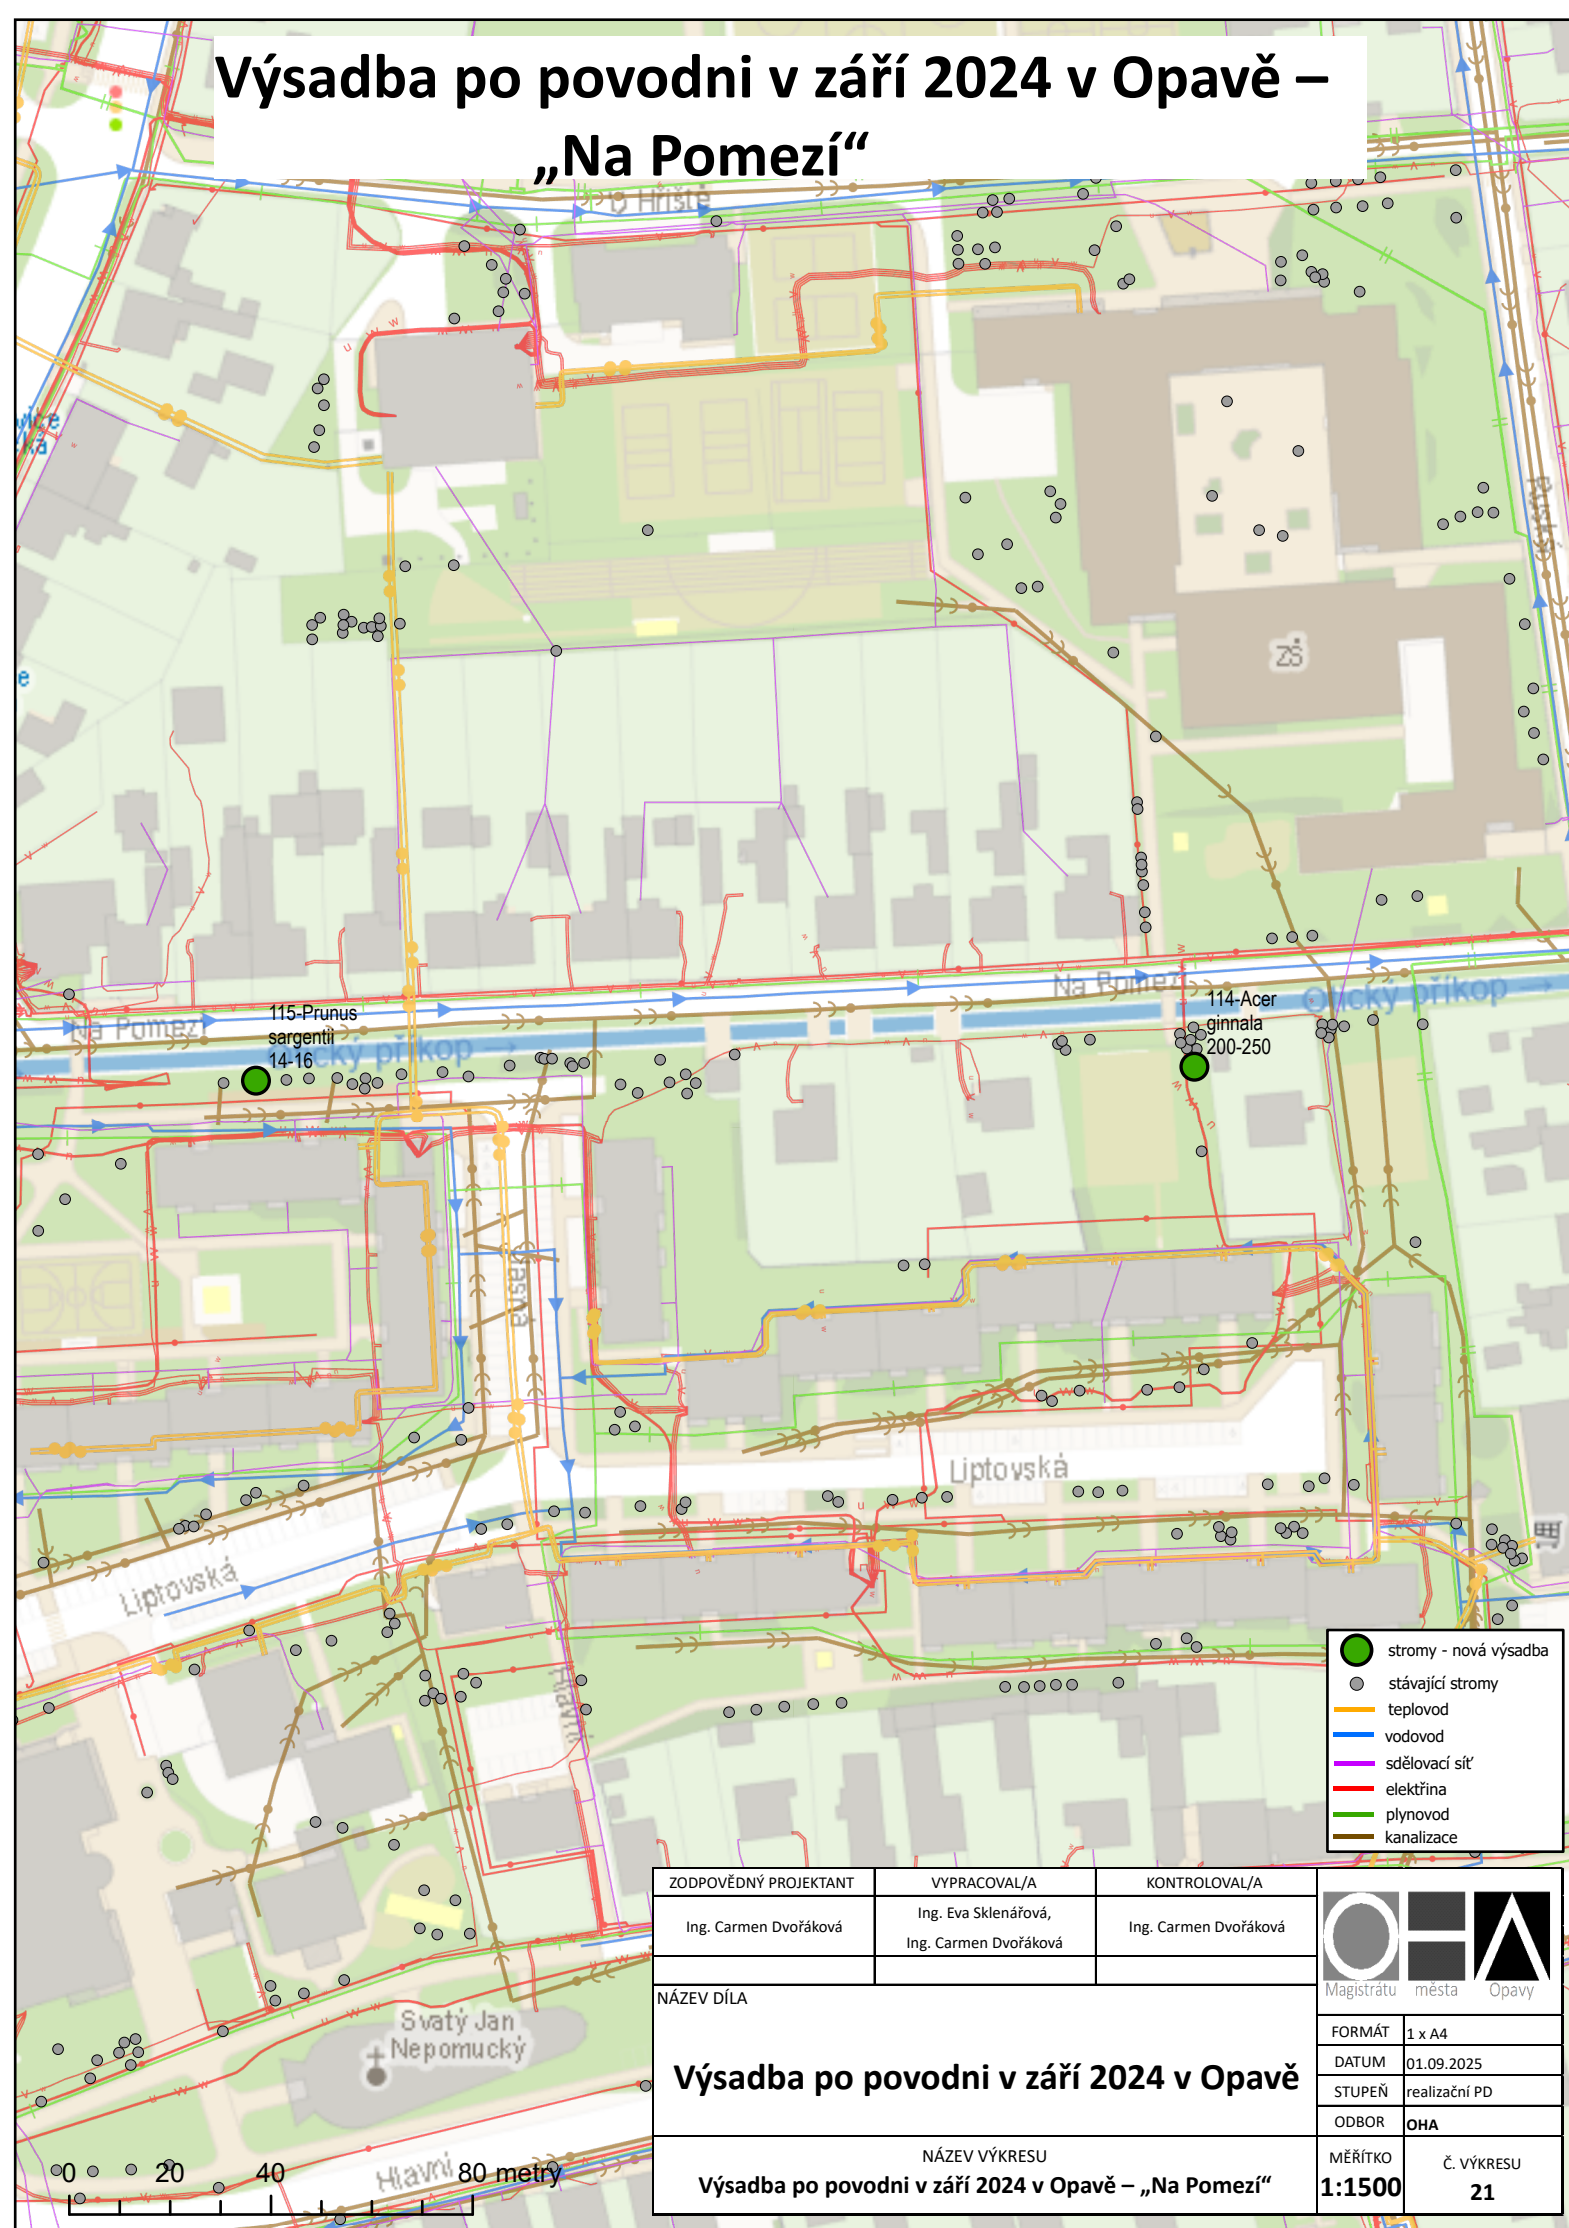 Výsadba po povodni v září 2024 v Opavě –
„Na Pomezí“
U Hřiště
ZŠ
115-Prunus
sargentii
14-16
Na Pomezí
Na Pomezí
114-Acer
ginnala
200-250
Otický příkop →
Otický příkop →
Krásná
Liptovská
Liptovská
Svatý Jan
Nepomucký
Hlavní
0 20 40 80 metry
stromy - nová výsadba
stávající stromy
teplovod
vodovod
sdělovací síť
elektřina
plynovod
kanalizace
ZODPOVĚDNÝ PROJEKTANT VYPRACOVAL/A KONTROLOVAL/A
Ing. Carmen Dvořáková Ing. Eva Sklenářová, Ing. Carmen Dvořáková
Ing. Carmen Dvořáková
OHA
Magistrátu města Opavy
NÁZEV DÍLA
Výsadba po povodni v září 2024 v Opavě
FORMÁT 1 x A4
DATUM 01.09.2025
STUPEŇ realizační PD
ODBOR OHA
NÁZEV VÝKRESU
Výsadba po povodni v září 2024 v Opavě – „Na Pomezí“
MĚŘÍTKO
1:1500
Č. VÝKRESU
21